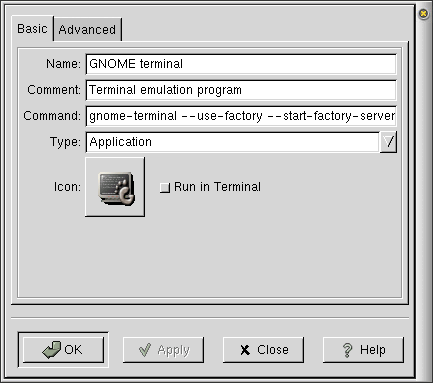 Basic Advanced
Name: GNOME terminal
Comment: Terminal emulation program
Command: gnome-terminal --use-factory --start-factory-server
Type: Application
Icon: Run in Terminal
OK Apply Close Help